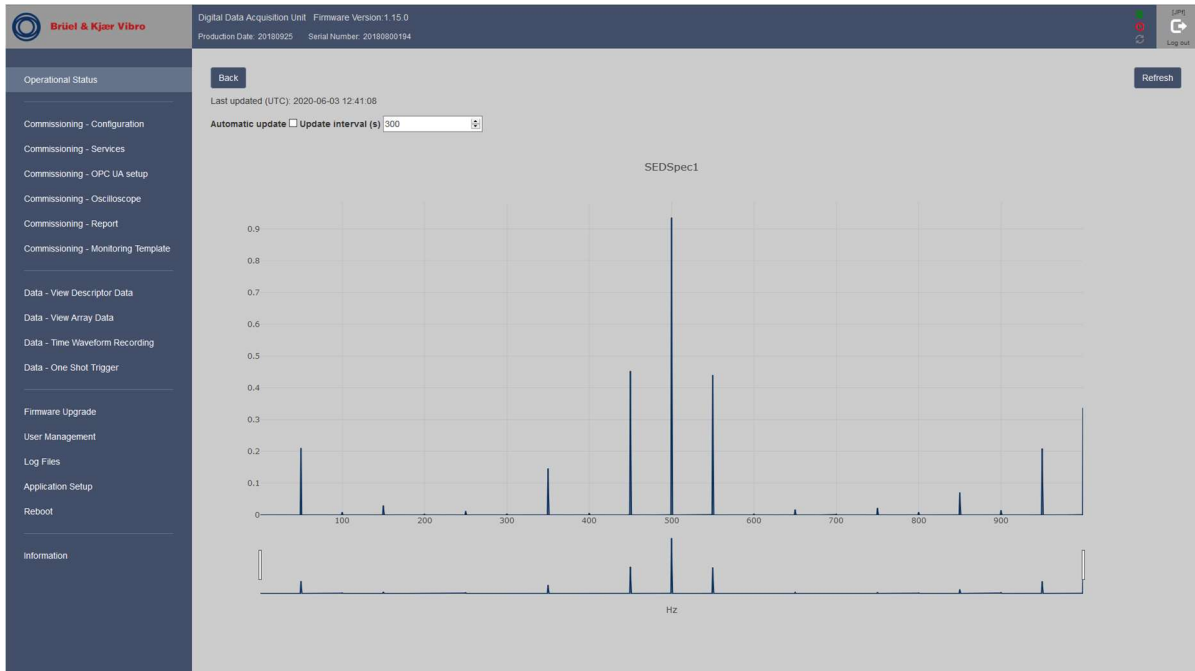 Brüel & Kjær Vibro
Digital Data Acquisition Unit Firmware Version:1.15.0
Production Date: 20180925 Serial Number: 20180800194
[JPf]
Log out
Operational Status
Commissioning - Configuration
Commissioning - Services
Commissioning - OPC UA setup
Commissioning - Oscilloscope
Commissioning - Report
Commissioning - Monitoring Template
Data - View Descriptor Data
Data - View Array Data
Data - Time Waveform Recording
Data - One Shot Trigger
Firmware Upgrade
User Management
Log Files
Application Setup
Reboot
Information
Back
Refresh
Last updated (UTC): 2020-06-03 12:41:08
Automatic update Update interval (s) 300
SEDSpec1
0.9
0.8
0.7
0.6
0.5
0.4
0.3
0.2
0.1
0
100 200 300 400 500 600 700 800 900
Hz